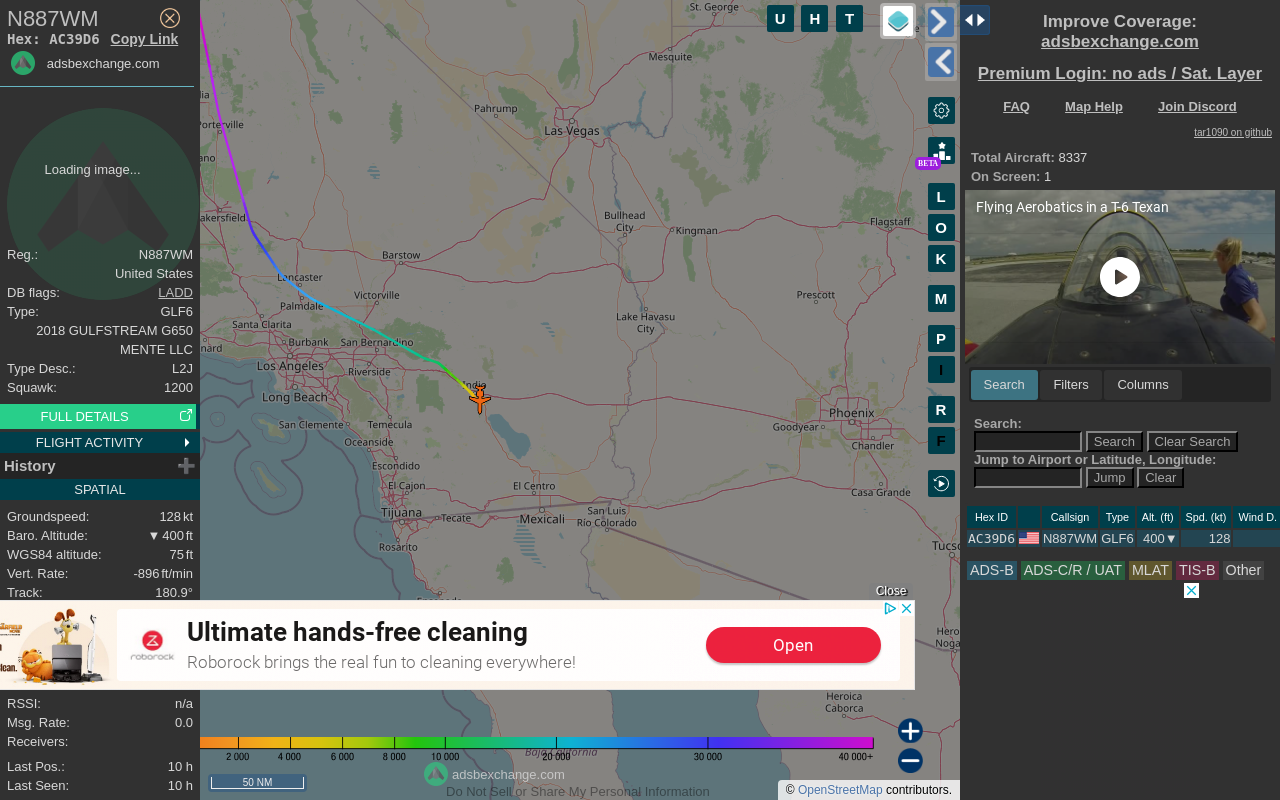 N887WM
Hex: AC39D6 Copy Link
adsbexchange.com
Loading image...
Reg.: N887WM
United States
DB flags: LADD
Type: GLF6
2018 GULFSTREAM G650
MENTE LLC
Type Desc.: L2J
Squawk: 1200
FULL DETAILS
FLIGHT ACTIVITY
History
SPATIAL
Groundspeed: 128 kt
Baro. Altitude: ▼ 400 ft
WGS84 altitude: 75 ft
Vert. Rate: -896 ft/min
Track: 180.9°
RSSI: n/a
Msg. Rate: 0.0
Receivers:
Last Pos.: 10 h
Last Seen: 10 h
U H T
St. George
Mesquite
Pahrump
Las Vegas
Porterville
Bakersfield
Bullhead
City
Kingman
Flagstaff
Barstow
Lancaster
Palmdale
Victorville
Prescott
Lake Havasu
City
Santa Clarita
Burbank
San Bernardino
Los Angeles
Riverside
Indio
Long Beach
Phoenix
Goodyear
Chandler
San Clemente
Temecula
Oceanside
Escondido
El Cajon
El Centro
Casa Grande
Tijuana
Tecate
Mexicali
San Luis
Río Colorado
Rosarito
Heroica
Caborca
Baja California
BETA
L
O
K
M
P
I
R
F
Close
Ultimate hands-free cleaning
Roborock brings the real fun to cleaning everywhere!
roborock
Open
2 000 4 000 6 000 8 000 10 000 20 000 30 000 40 000+
50 NM
adsbexchange.com
Do Not Sell or Share My Personal Information
© OpenStreetMap contributors.
Improve Coverage:
adsbexchange.com
Premium Login: no ads / Sat. Layer
FAQ Map Help Join Discord
tar1090 on github
Total Aircraft: 8337
On Screen: 1
Flying Aerobatics in a T-6 Texan
Search Filters Columns
Search:
Search Clear Search
Jump to Airport or Latitude, Longitude:
Jump Clear
Hex ID Callsign Type Alt. (ft) Spd. (kt) Wind D.
AC39D6 N887WM GLF6 400▼ 128
ADS-B ADS-C/R / UAT MLAT TIS-B Other